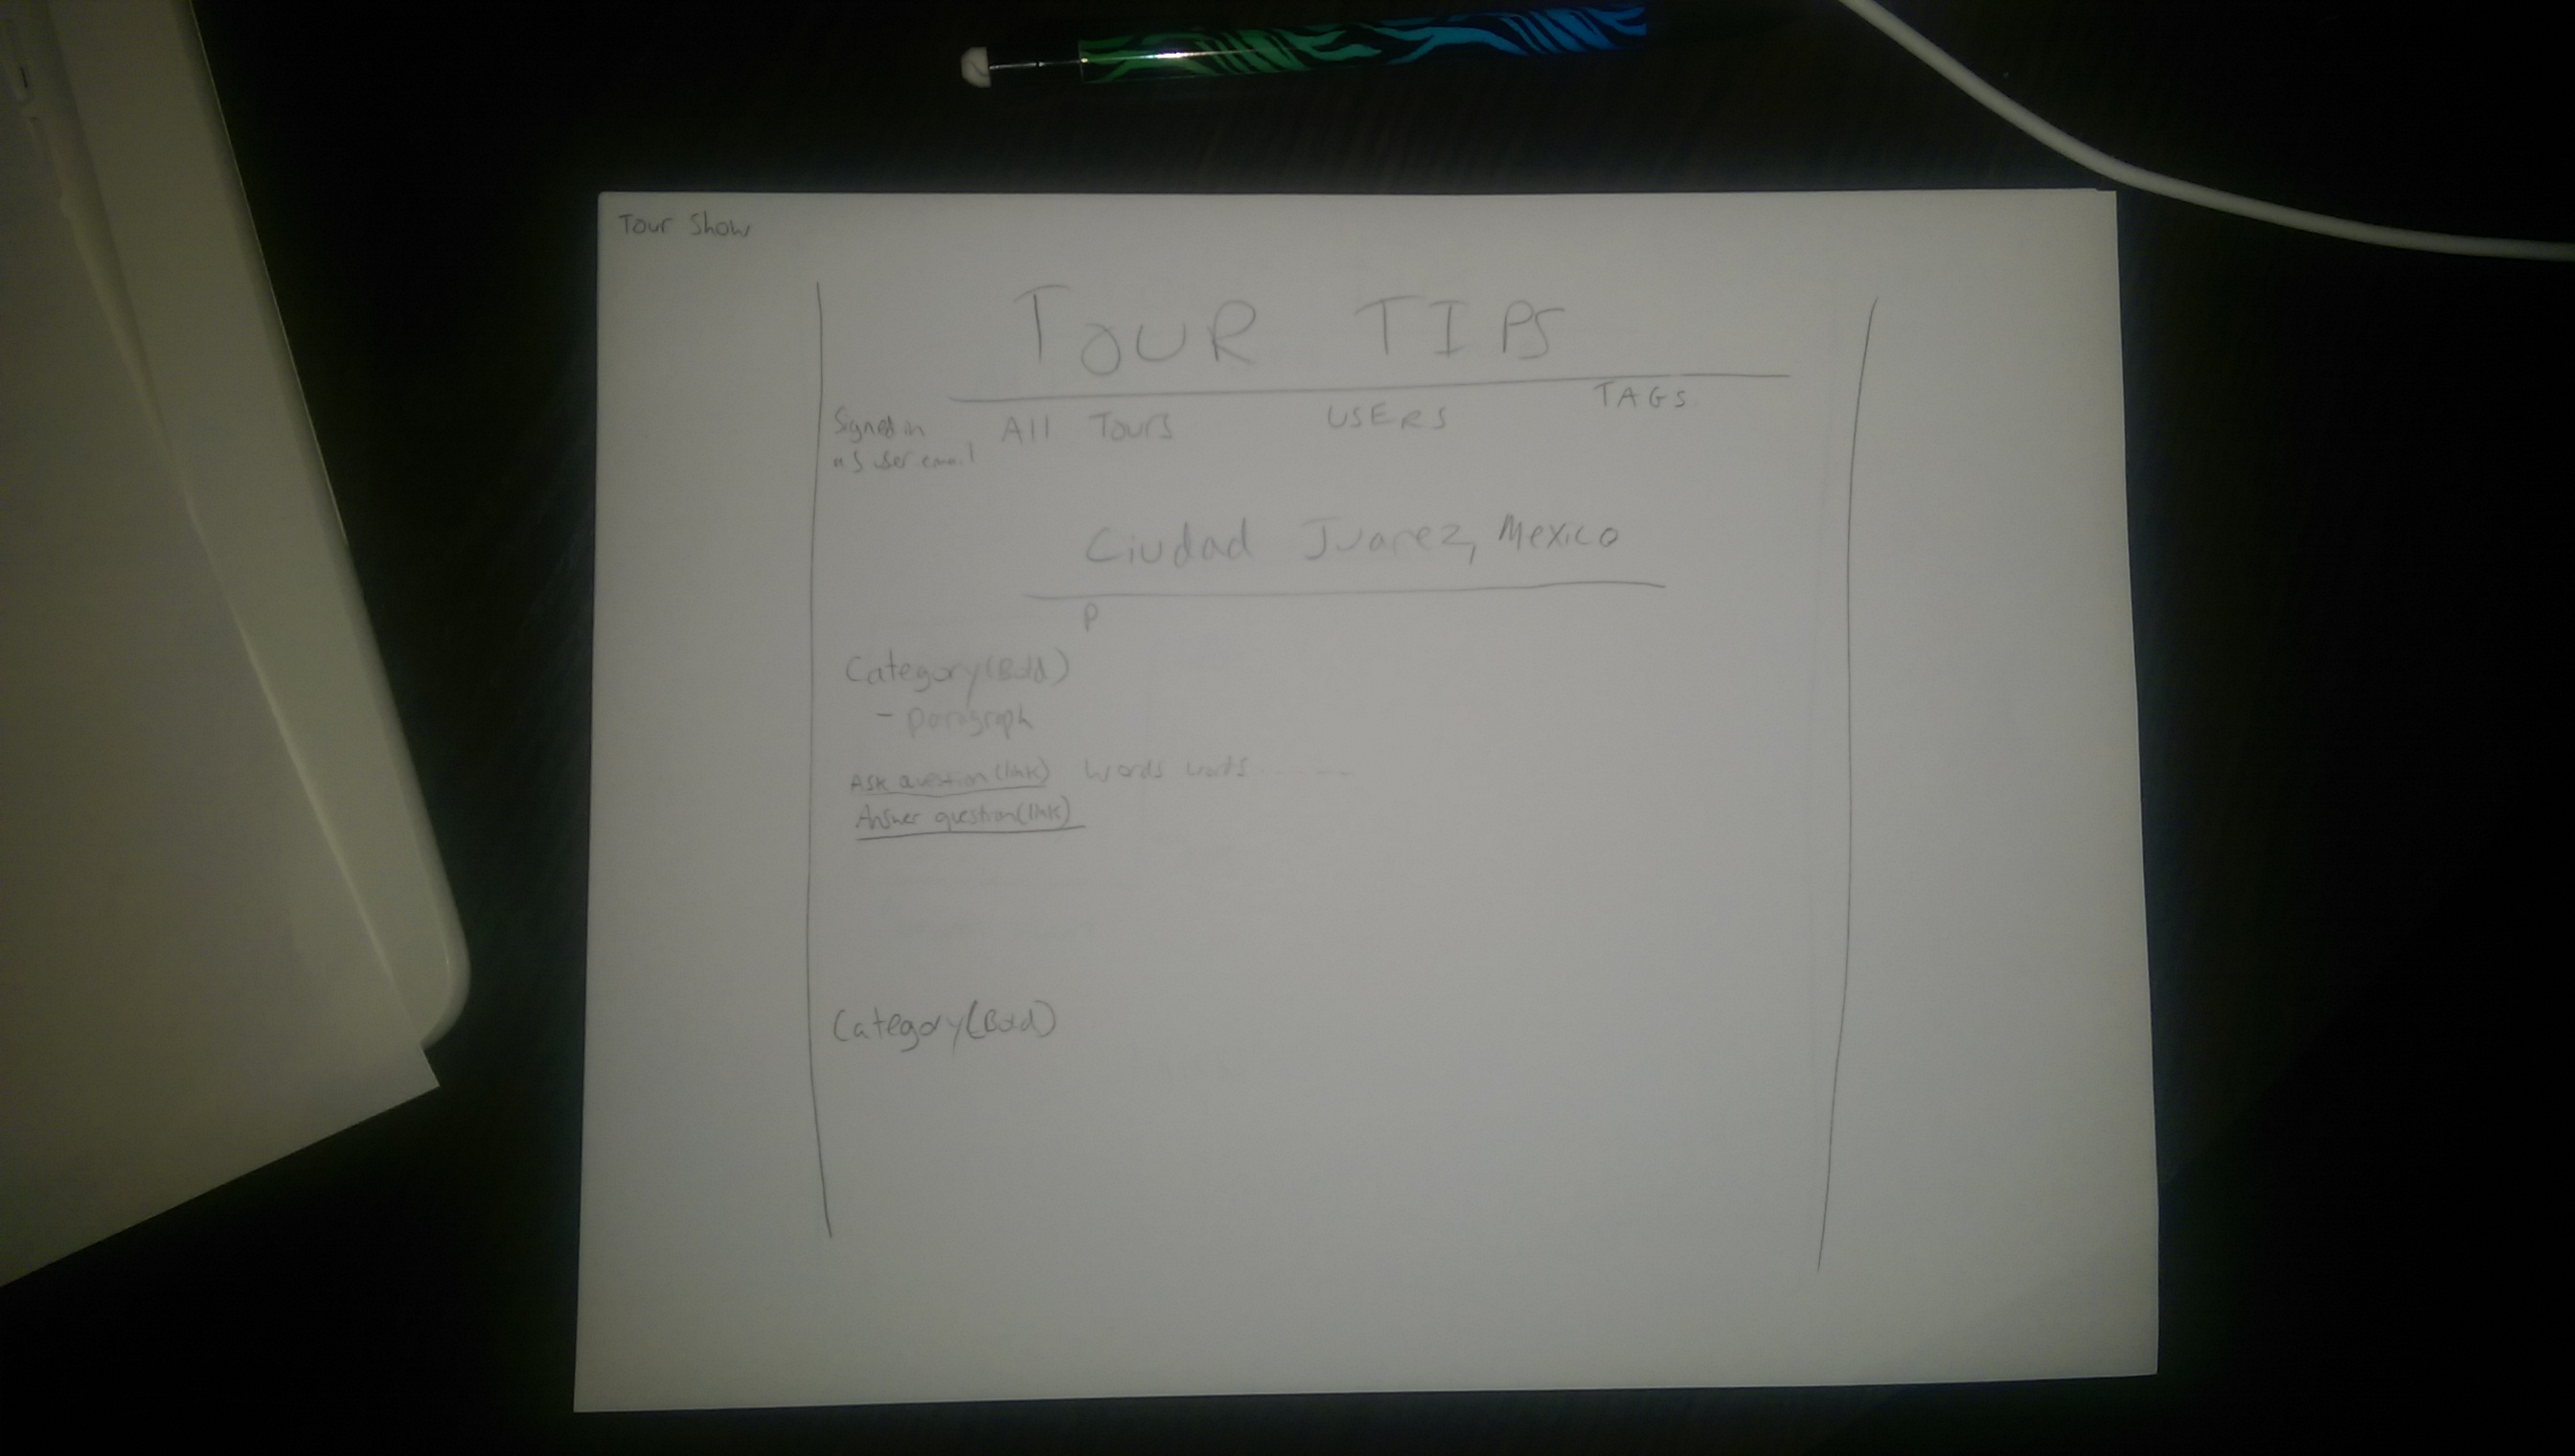 Tour Show
TOUR TIPS
TAGS
Signed in All Tours USERS
as user email
Ciudad Juarez, Mexico
P
Category (Bold)
- paragraph
Ask question (link) words words
Answer question (link)
Category (Bold)